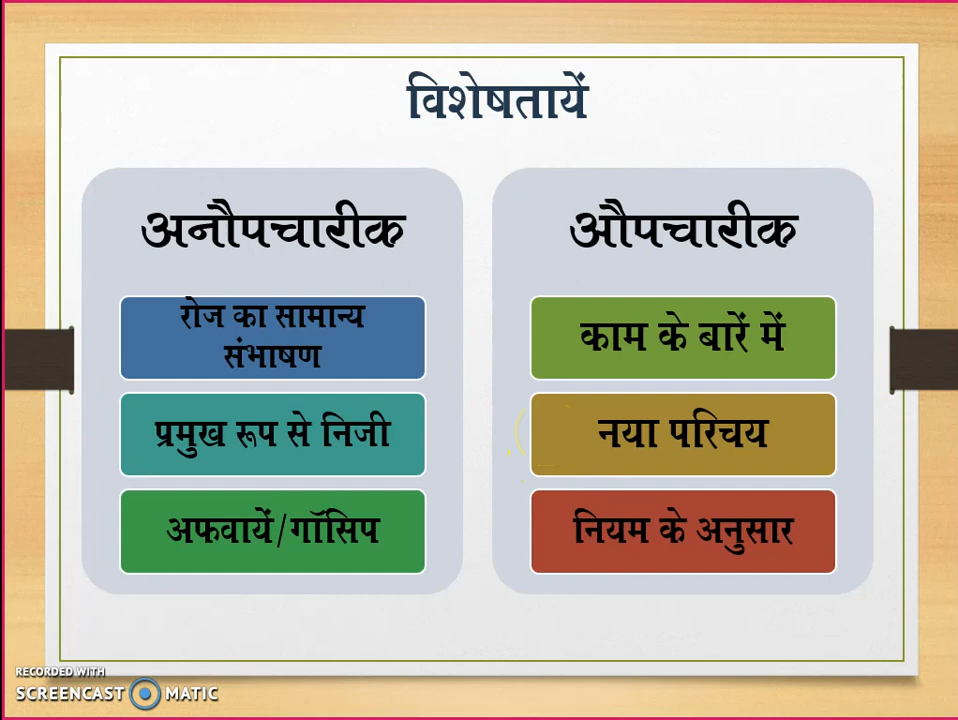 विशेषतायें
अनौपचारीक
रोज का सामान्य
संभाषण
प्रमुख रूप से निजी
अफवायें/गॉसिप
औपचारीक
काम के बारें में
नया परिचय
नियम के अनुसार
RECORDED WITH
SCREENCAST MATIC